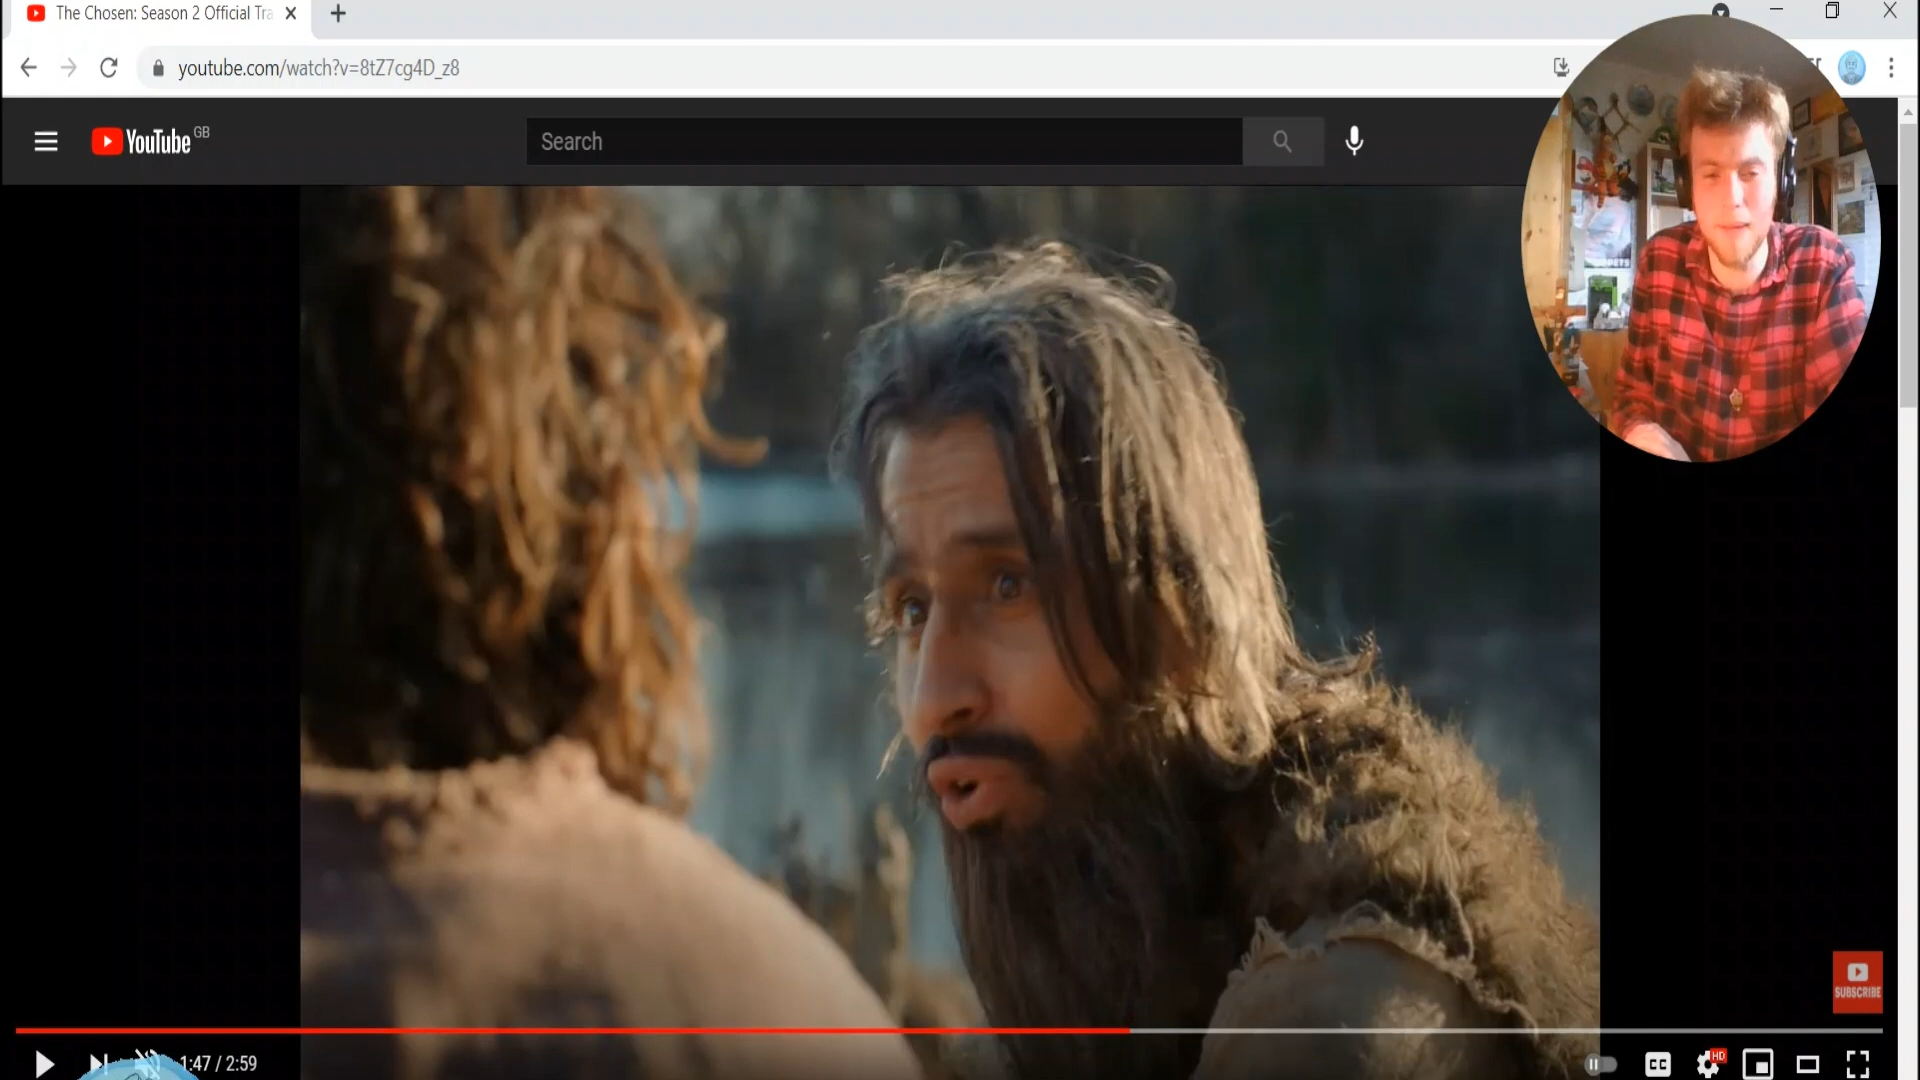 The Chosen: Season 2 Official Tra
youtube.com/watch?v=8tZ7cg4D_z8
YouTube GB
Search
SUBSCRIBE
1:47 / 2:59
CC
HD